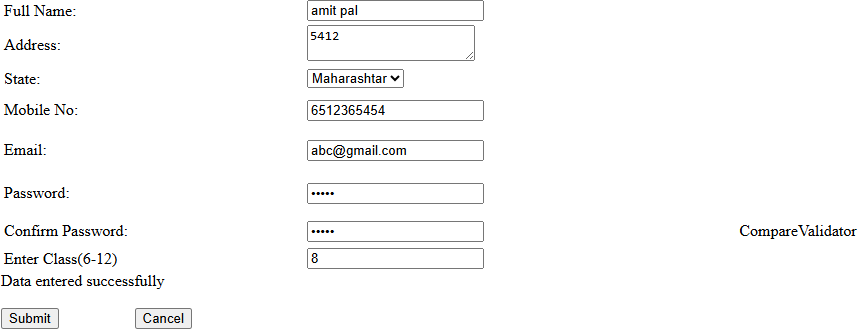 Full Name: amit pal
Address: 5412
State: Maharashtar
Mobile No: 6512365454
Email: abc@gmail.com
Password: •••••
Confirm Password: ••••• CompareValidator
Enter Class(6-12) 8
Data entered successfully
Submit Cancel